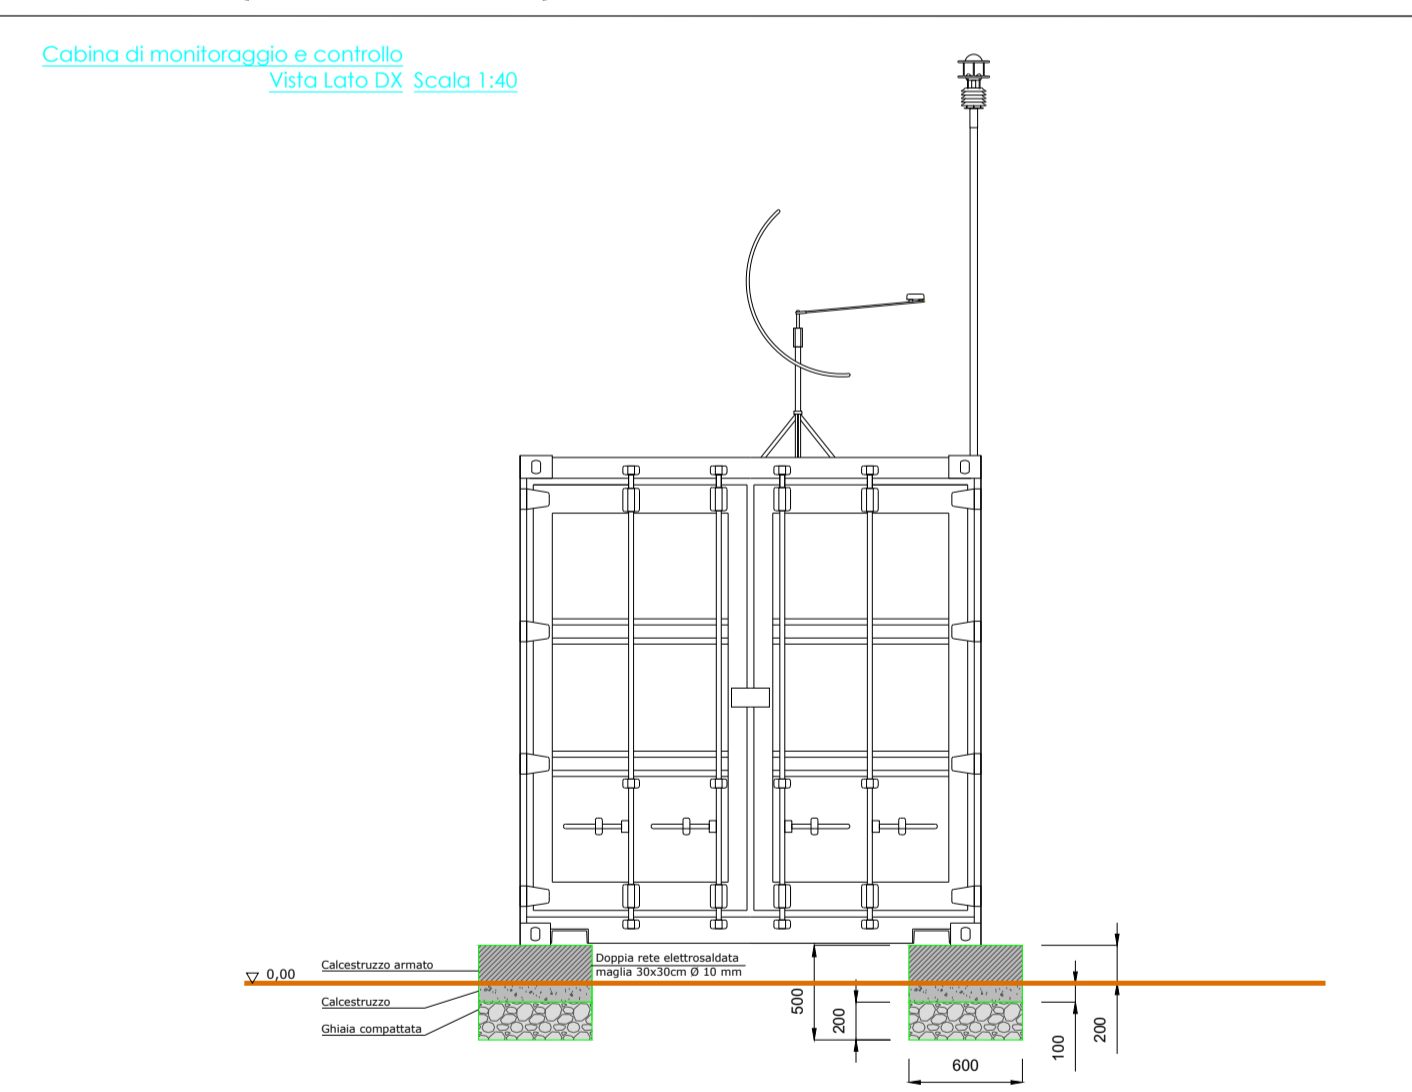 Cabina di monitoraggio e controllo
Vista Lato DX Scala 1:40
0,00
Calcestruzzo armato
Calcestruzzo
Ghiaia compattata
Doppia rete elettrosaldata
maglia 30x30cm Ø 10 mm
500
200
600
100
200